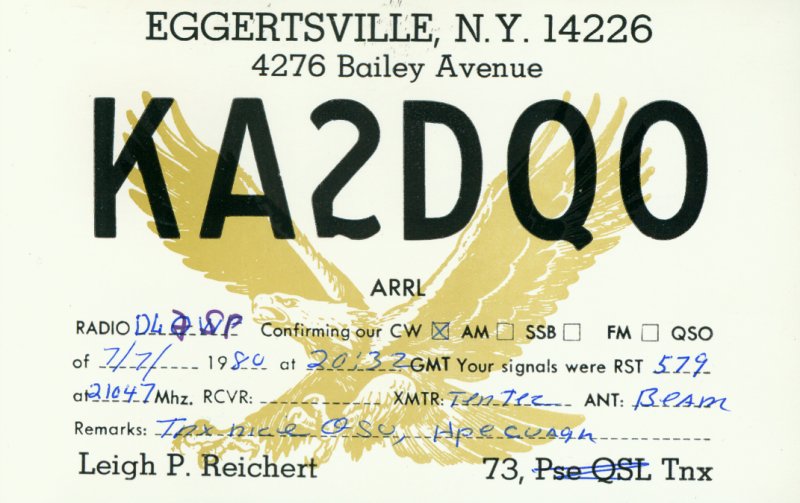 EGGERTSVILLE, N.Y. 14226
4276 Bailey Avenue
KA2DQO
ARRL
RADIO Confirming our CW ☒ AM ☐ SSB ☐ FM ☐ QSO
of 7/7/ 1980 at 20:32 GMT Your signals were RST 579
at 21047 Mhz. RCVR: XMTR: Ten Tec ANT: Beam
Remarks: Tnx nice QSO,
Leigh P. Reichert 73, Pse QSL Tnx